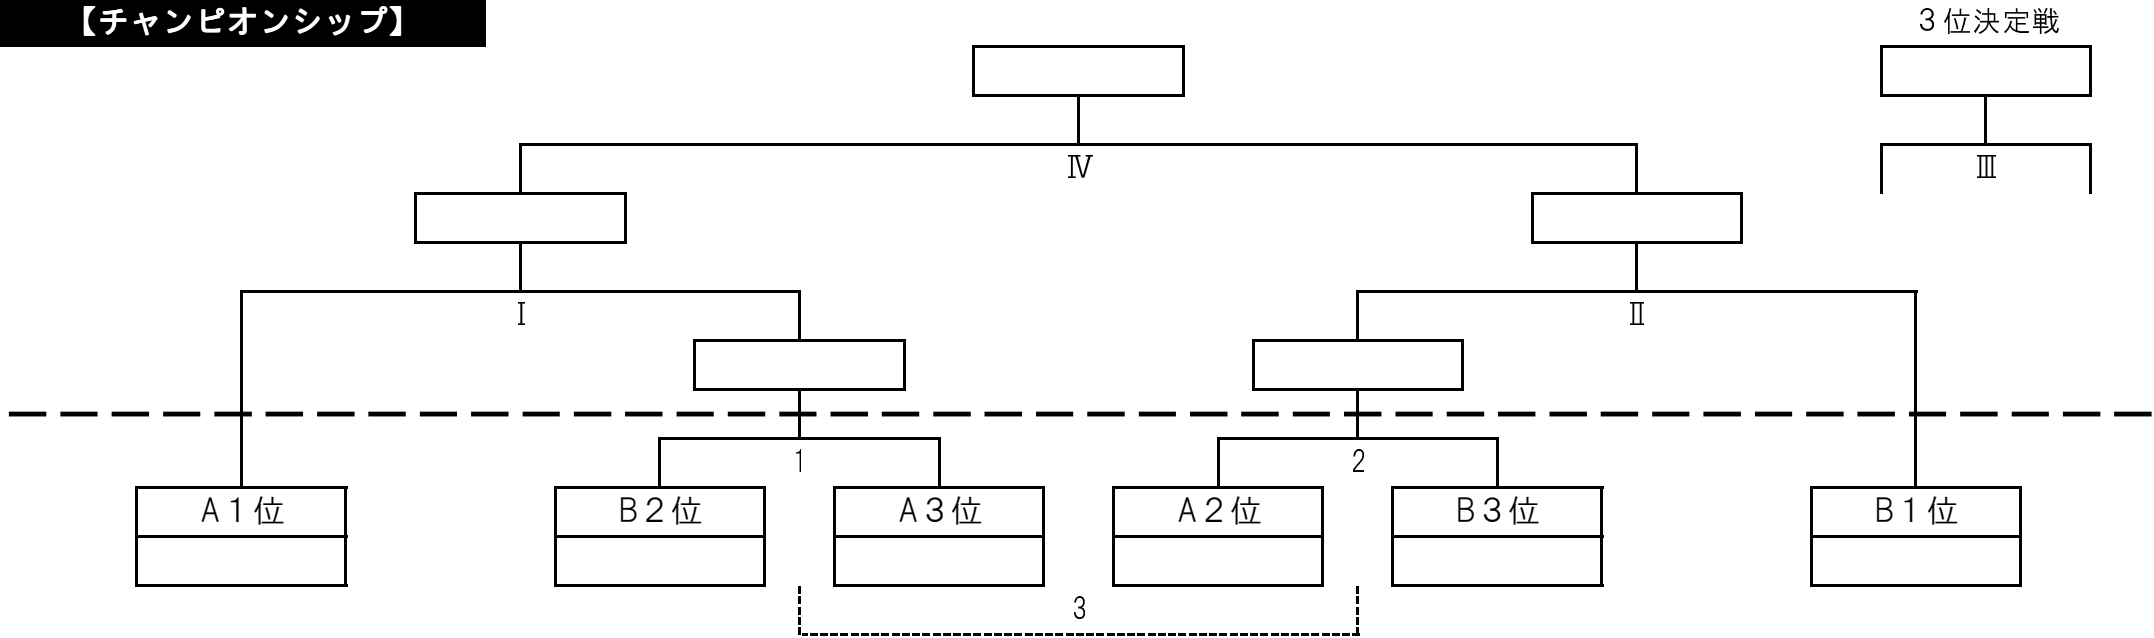 【チャンピオンシップ】
３位決定戦
Ⅳ
Ⅲ
Ⅰ
Ⅱ
1
2
Ａ１位
Ｂ２位
Ａ３位
Ａ２位
Ｂ３位
Ｂ１位
3